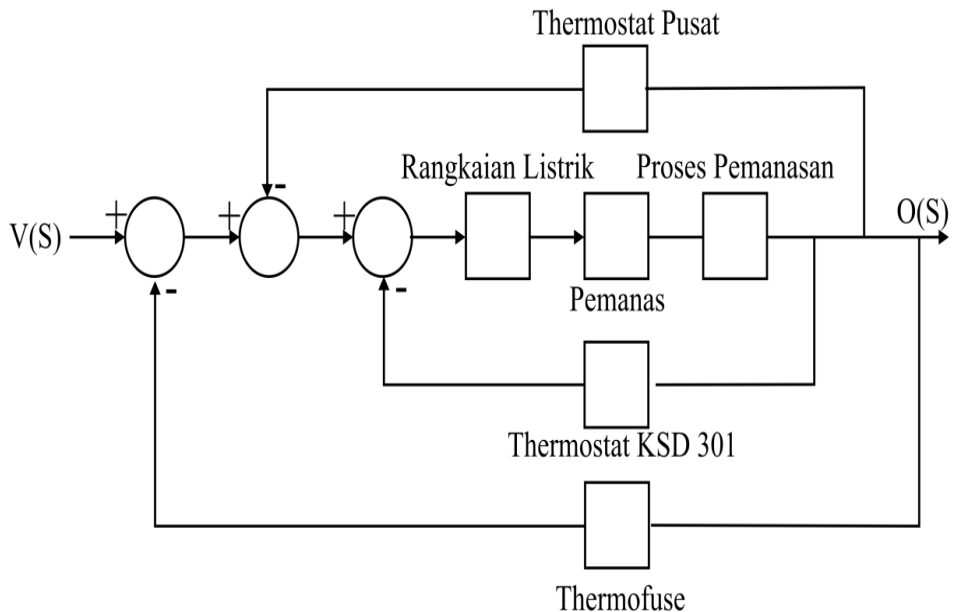 Thermostat Pusat
-
Rangkaian Listrik
Proses Pemanasan
+
+
+
V(S)
O(S)
-
-
Pemanas
Thermostat KSD 301
Thermofuse